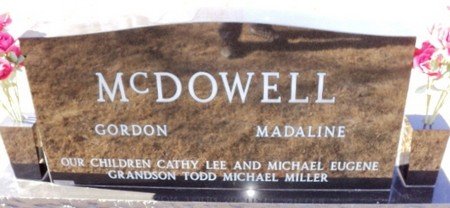 McDOWELL
GORDON MADALINE
OUR CHILDREN CATHY LEE AND MICHAEL EUGENE
GRANDSON TODD MICHAEL MILLER